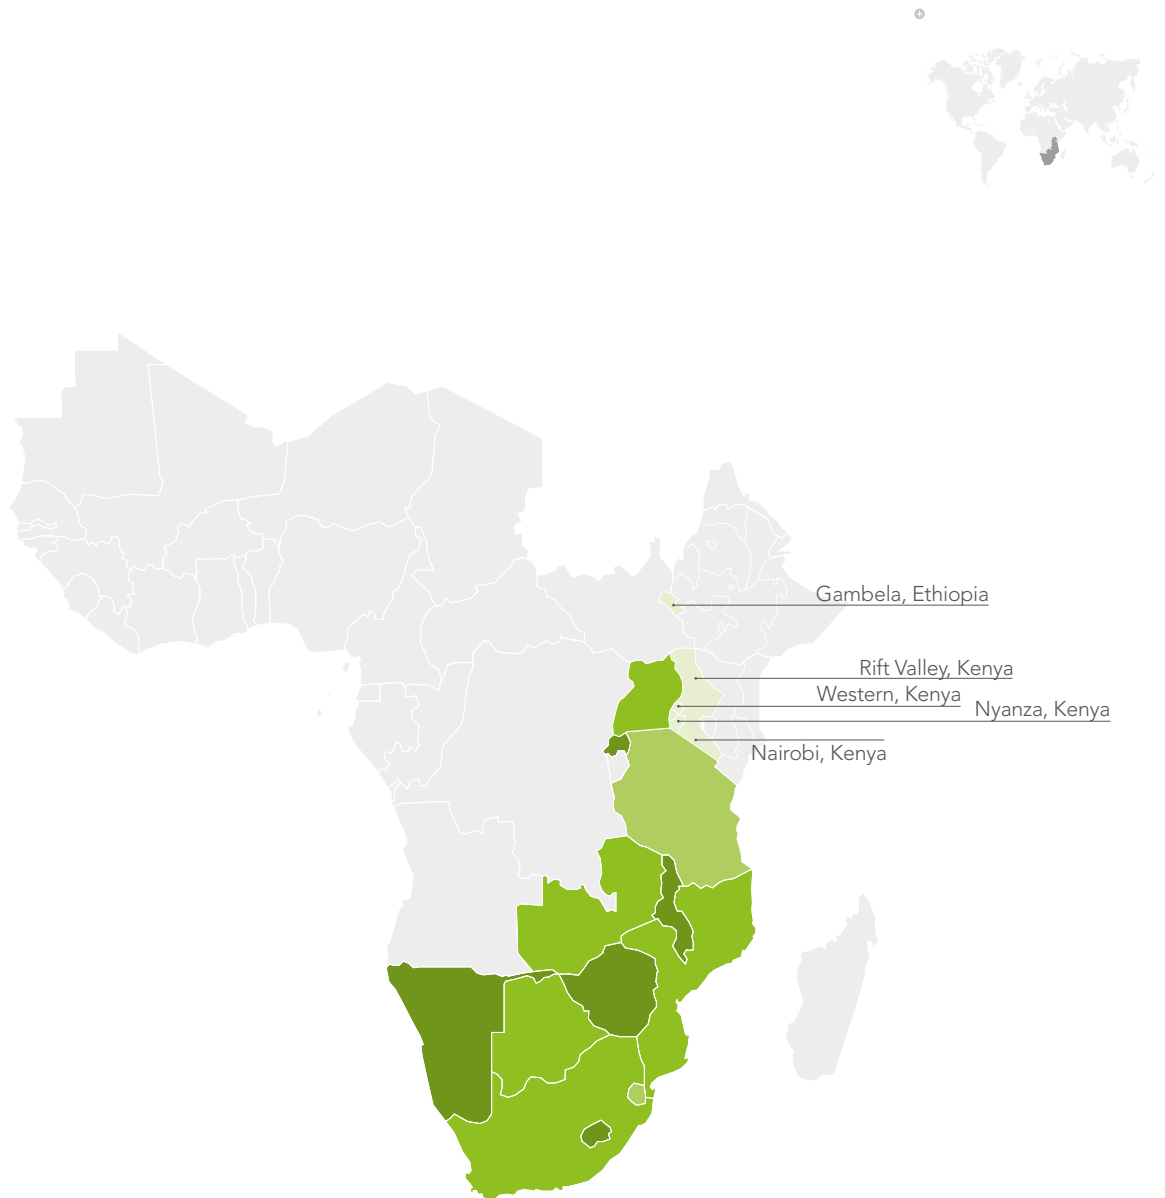 Gambela, Ethiopia
Rift Valley, Kenya
Western, Kenya
Nyanza, Kenya
Nairobi, Kenya